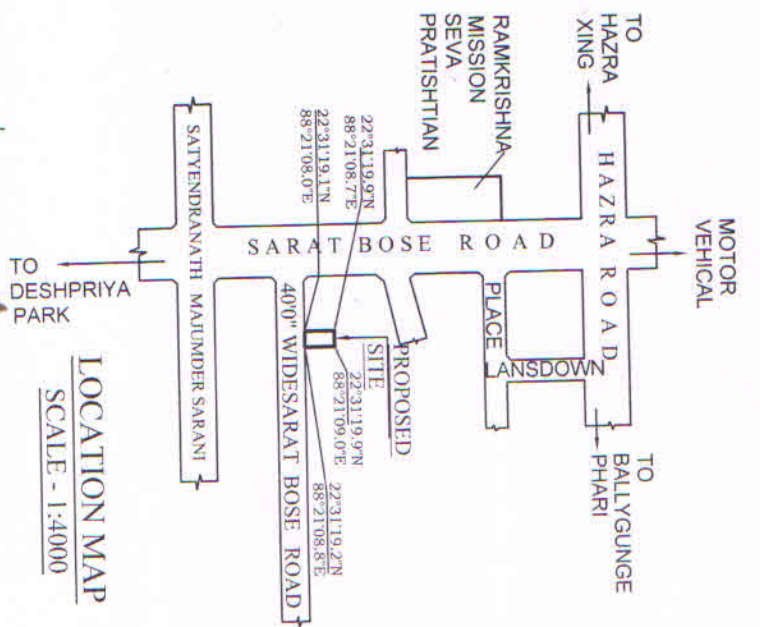 MOTOR
VEHICAL
TO
HAZRA
XING
HAZRA ROAD
TO
BALLYGUNGE
PHARI
RAMKRISHNA
MISSION
SEVA
PRATISHTIAN
SARAT BOSE ROAD
PLACE
LANSDOWN
22°31'19.9"N
88°21'08.7"E
22°31'19.1"N
88°21'08.0"E
PROPOSED
SITE
22°31'19.9"N
88°21'09.0"E
22°31'19.2"N
88°21'08.8"E
40'0" WIDESARAT BOSE ROAD
SATYENDRANATH MAJUMDER SARANI
TO
DESHPRIYA
PARK
LOCATION MAP
SCALE - 1:4000